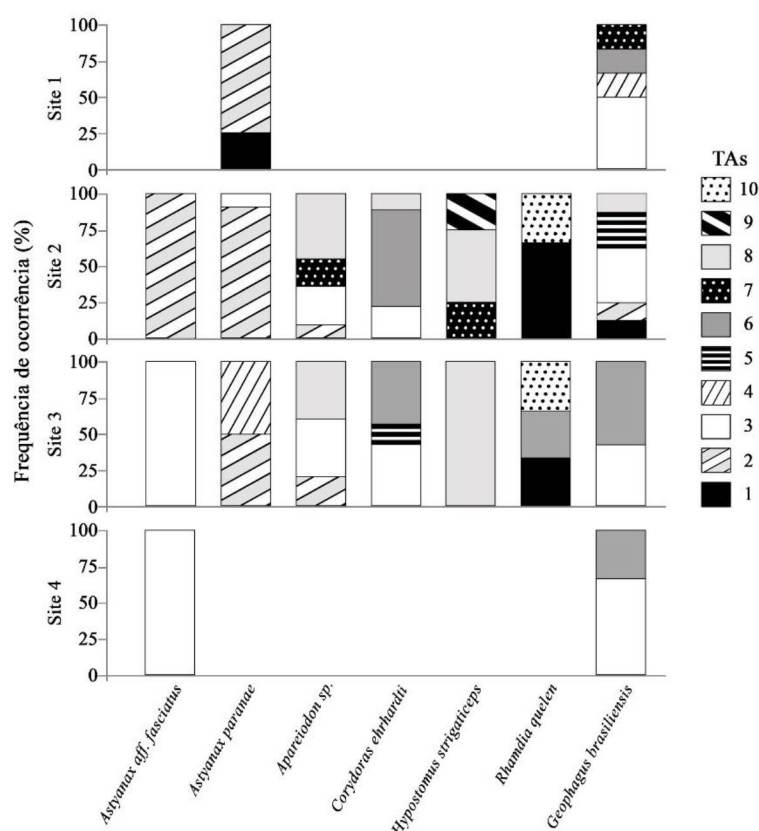 Frequência de ocorrência (%)
Site 1
100
75
50
25
0
Site 2
100
75
50
25
0
Site 3
100
75
50
25
0
Site 4
100
75
50
25
0
Astyanax aff. fasciatus
Astyanax paranae
Apareiodon sp.
Corydoras ehrhardti
Hypostomus strigaticeps
Rhamdia quelen
Geophagus brasiliensis
TAs
10
9
8
7
6
5
4
3
2
1